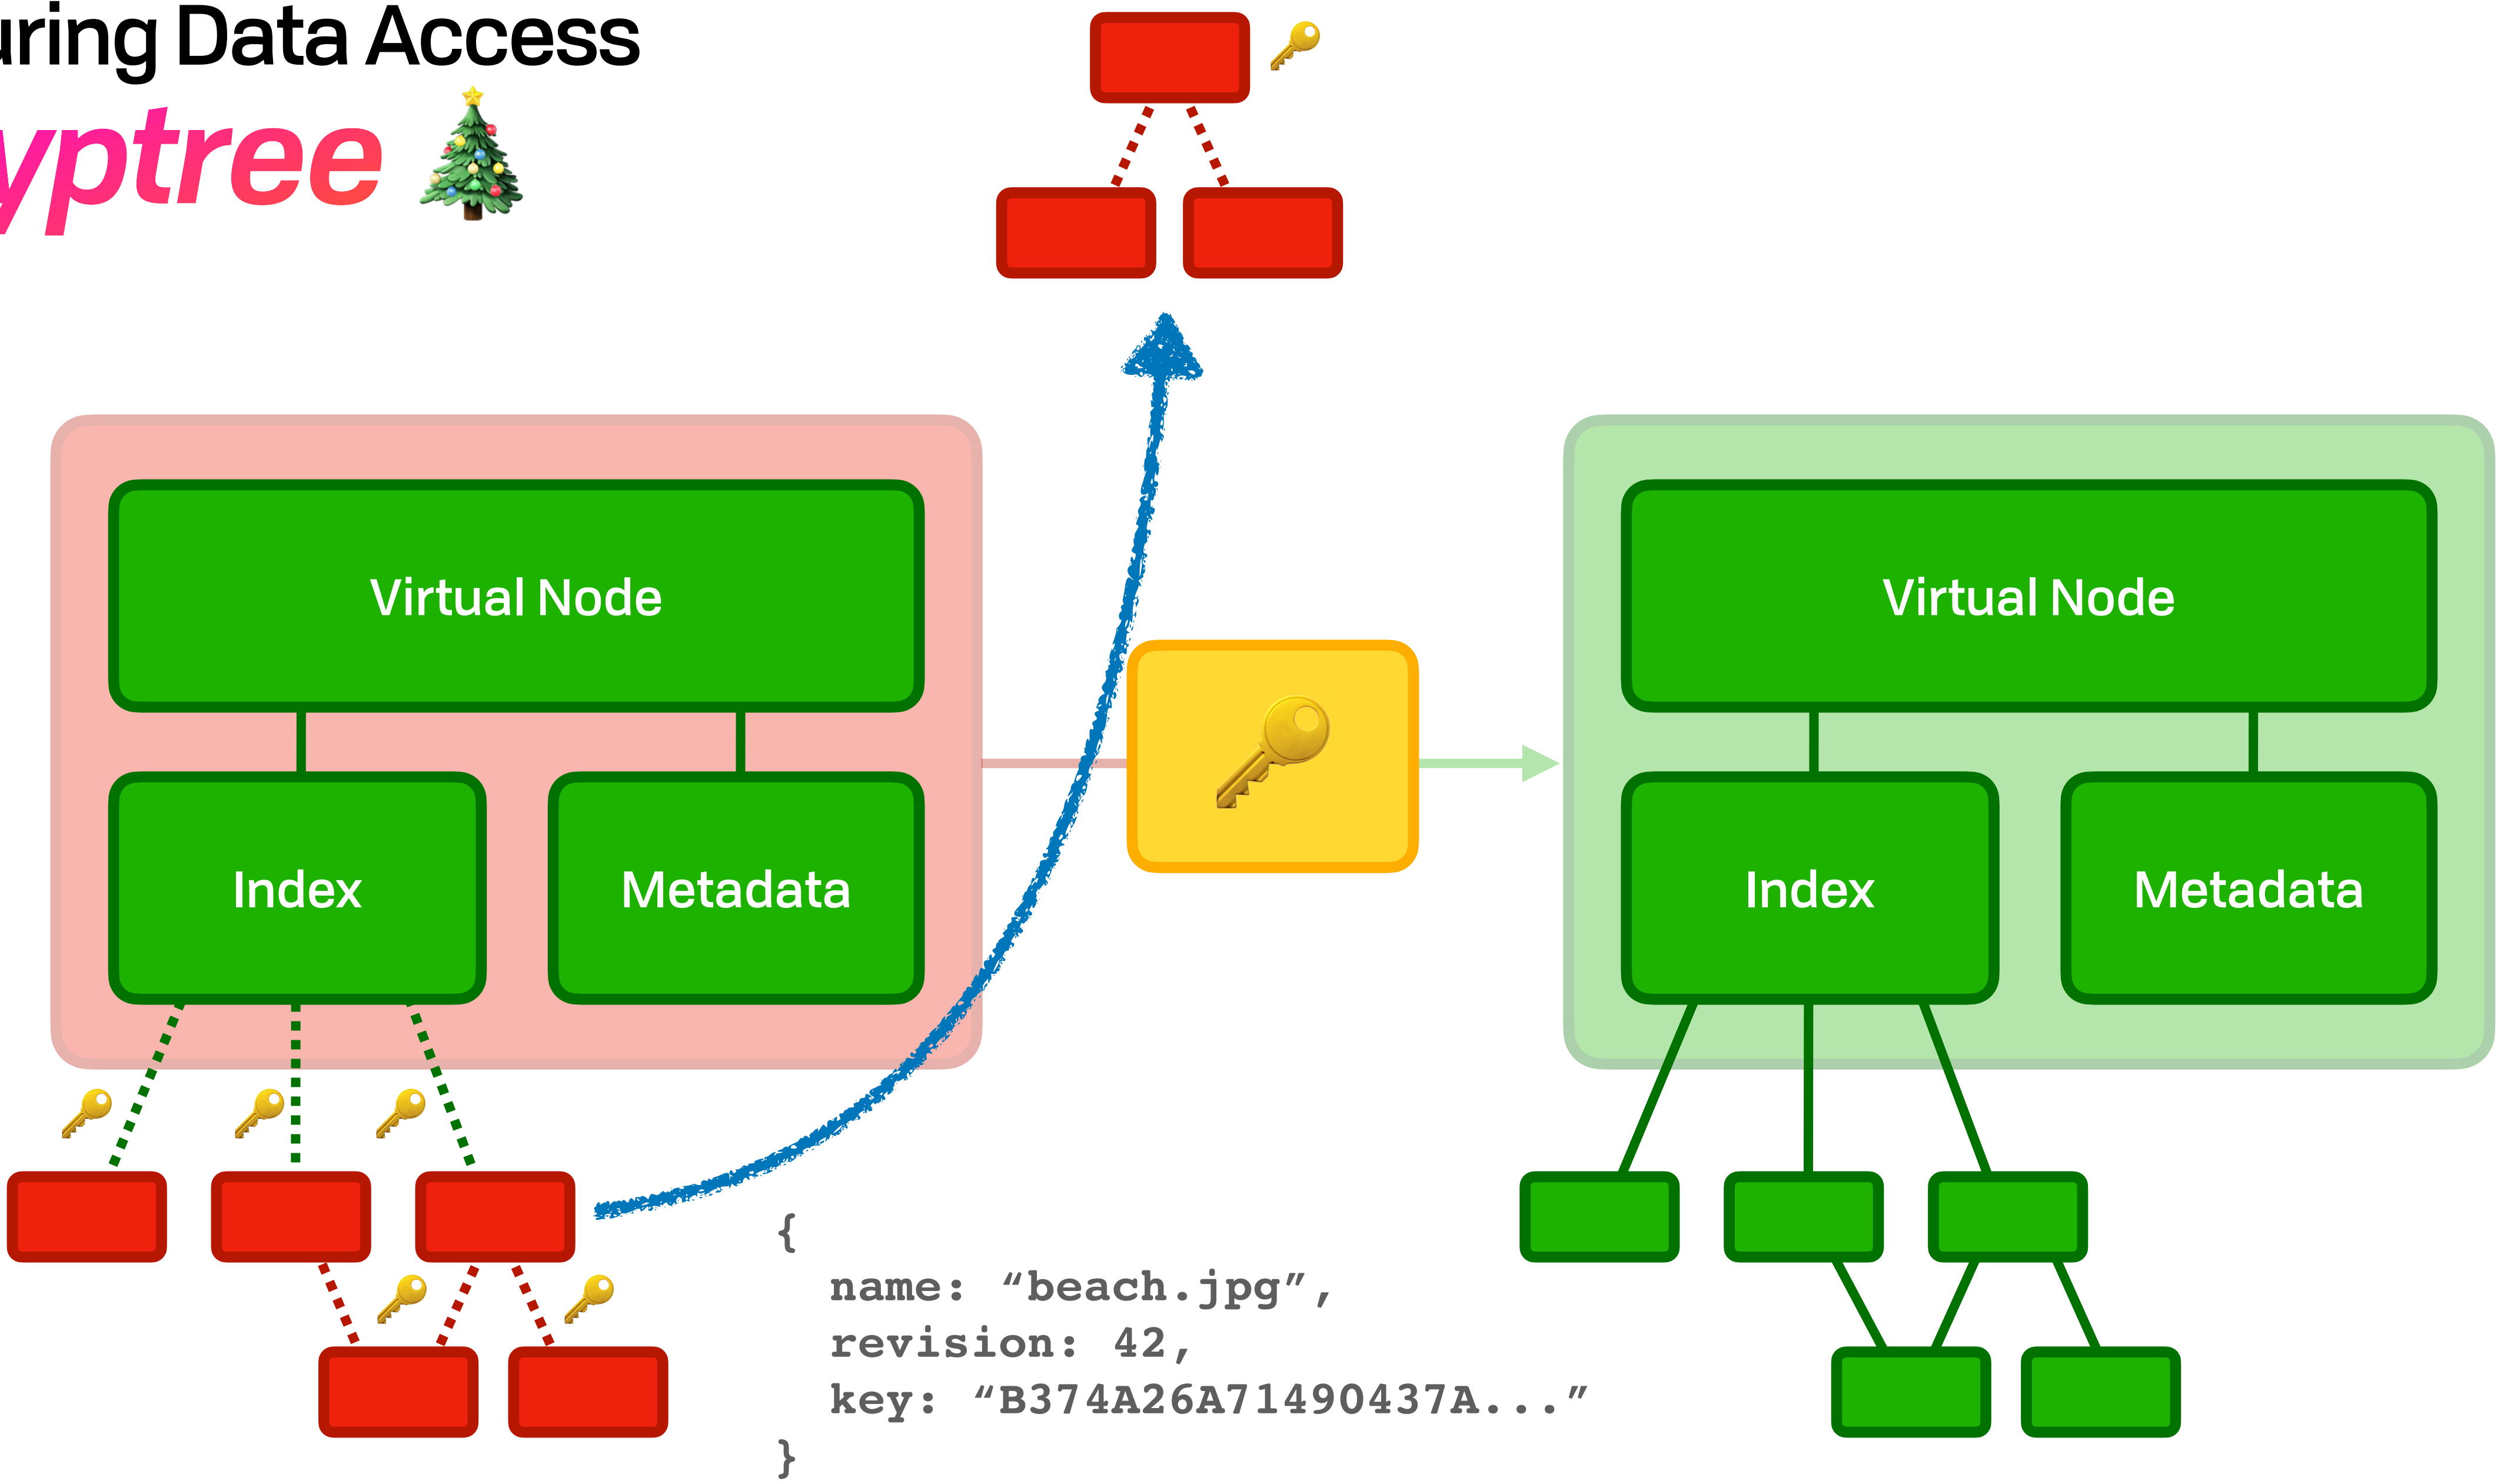 uring Data Access
yptree
Virtual Node
Index
Metadata
Virtual Node
Index
Metadata
{
name: “beach.jpg”,
revision: 42,
key: “B374A26A71490437A...”
}